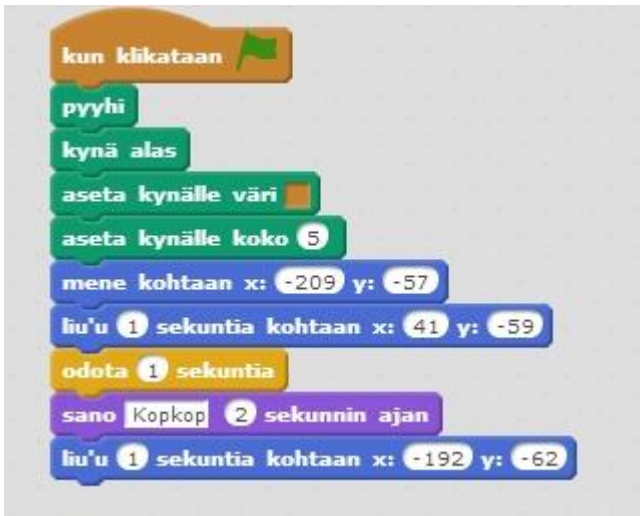 kun klikataan
pyyhi
kynä alas
aseta kynälle väri
aseta kynälle koko 5
mene kohtaan x: -209 y: -57
liu'u 1 sekuntia kohtaan x: 41 y: -59
odota 1 sekuntia
sano Kopkop 2 sekunnin ajan
liu'u 1 sekuntia kohtaan x: -192 y: -62